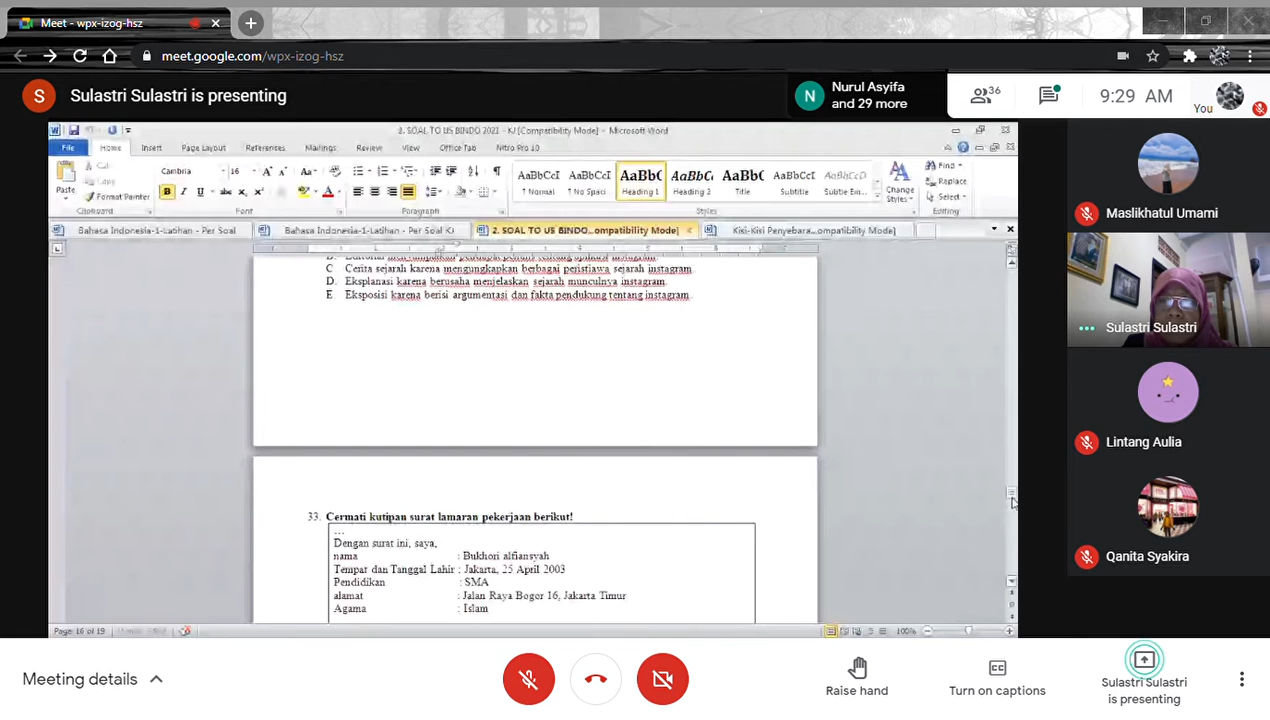 Meet - wpx-izog-hsz
meet.google.com/wpx-izog-hsz
S
Sulastri Sulastri is presenting
N
Nurul Asyifa
and 29 more
36
9:29 AM
You
2. SOAL TO US BINDO 2021 - KJ [Compatibility Mode] - Microsoft Word
File
Home
Insert
Page Layout
References
Mailings
Review
View
Office Tab
Nitro Pro 10
Paste
Format Painter
Clipboard
Cambria
16
Font
Paragraph
AaBbCcI
¶ Normal
AaBbCcI
¶ No Spaci...
AaBbC
Heading 1
AaBbCc
Heading 2
AaBbC
Title
AaBbCcI
Subtitle
AaBbCcD
Subtle Em...
Change
Styles
Styles
Find
Replace
Select
Editing
Bahasa Indonesia-1-Latihan - Per Soal
Bahasa Indonesia-1-Latihan - Per Soal KJ
2. SOAL TO US BINDO...ompatibility Mode]
Kisi-Kisi Penyebara...ompatibility Mode]
C Cerita sejarah karena mengungkapkan berbagai peristiawa sejarah instagram.
D. Eksplanasi karena berusaha menjelaskan sejarah munculnya instagram.
E Eksposisi karena berisi argumentasi dan fakta pendukung tentang instagram.
33. Cermati kutipan surat lamaran pekerjaan berikut!
...
Dengan surat ini, saya,
nama : Bukhori alfiansyah
Tempar dan Tanggal Lahir : Jakarta, 25 April 2003
Pendidikan : SMA
alamat : Jalan Raya Bogor 16, Jakarta Timur
Agama : Islam
Page: 16 of 19
100%
Maslikhatul Umami
Sulastri Sulastri
Lintang Aulia
Qanita Syakira
Meeting details
Raise hand
Turn on captions
Sulastri Sulastri
is presenting